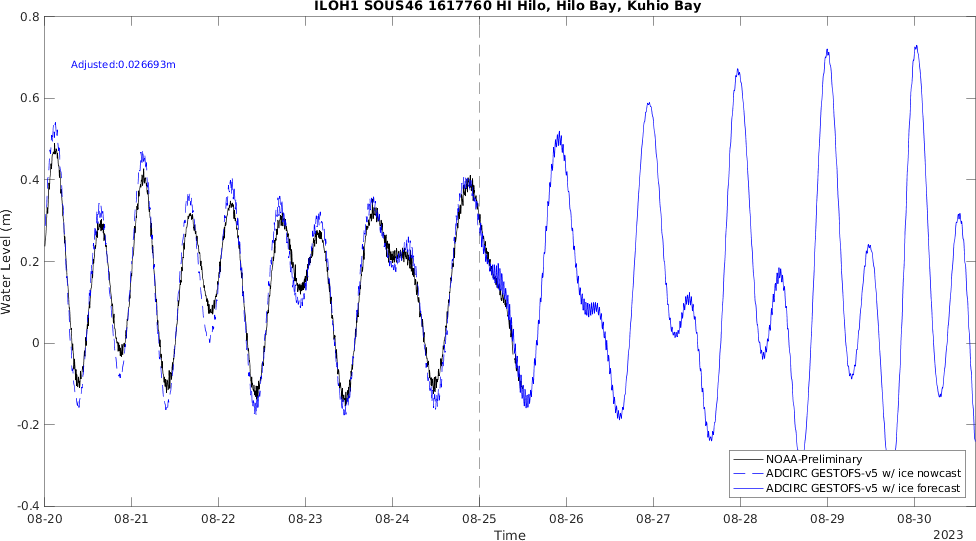 ILOH1 SOUS46 1617760 HI Hilo, Hilo Bay, Kuhio Bay
0.8
Adjusted:0.026693m
0.6
0.4
0.2
0
-0.2
-0.4
Water Level (m)
NOAA-Preliminary
ADCIRC GESTOFS-v5 w/ ice nowcast
ADCIRC GESTOFS-v5 w/ ice forecast
08-20 08-21 08-22 08-23 08-24 08-25 08-26 08-27 08-28 08-29 08-30
Time
2023